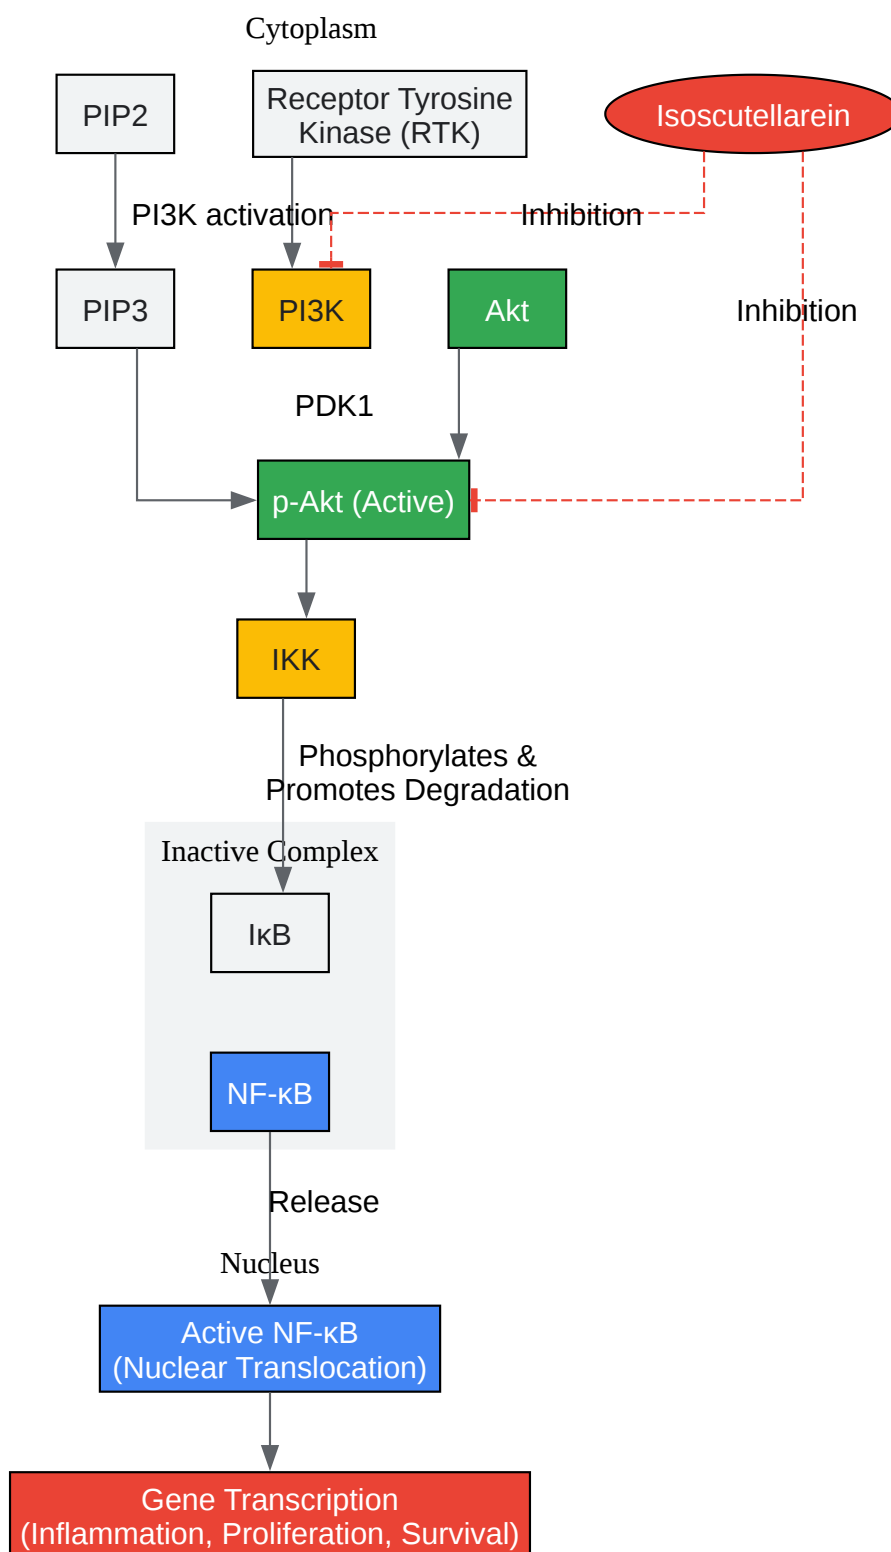 Cytoplasm
PIP2
Receptor Tyrosine
Kinase (RTK)
Isoscutellarein
PI3K activation
Inhibition
PIP3
PI3K
Akt
Inhibition
PDK1
p-Akt (Active)
IKK
Phosphorylates &
Promotes Degradation
Inactive Complex
IκB
NF-κB
Release
Nucleus
Active NF-κB
(Nuclear Translocation)
Gene Transcription
(Inflammation, Proliferation, Survival)